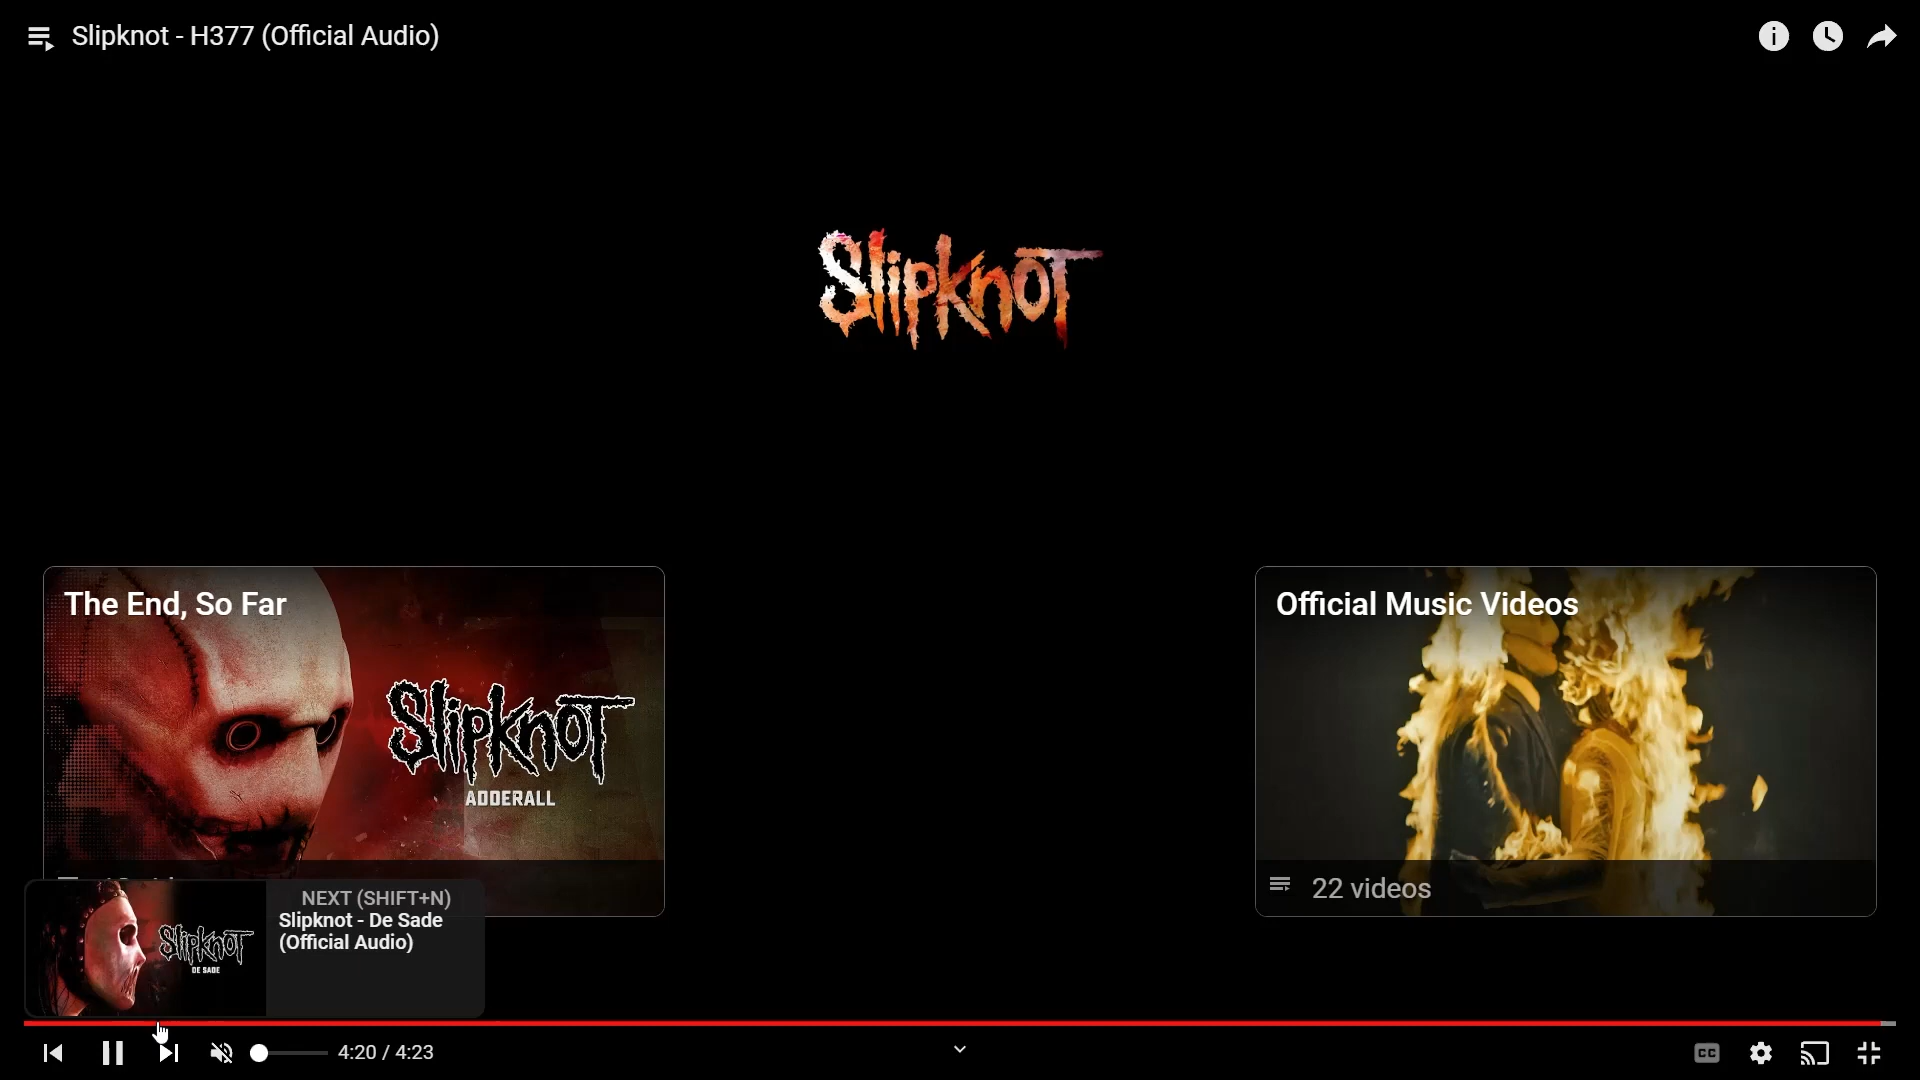 Slipknot - H377 (Official Audio)
SlipknoT
The End, So Far
Official Music Videos
SlipknoT
ADDERALL
22 videos
NEXT (SHIFT+N)
Slipknot - De Sade
(Official Audio)
SlipknoT
DE SADE
4:20 / 4:23
CC